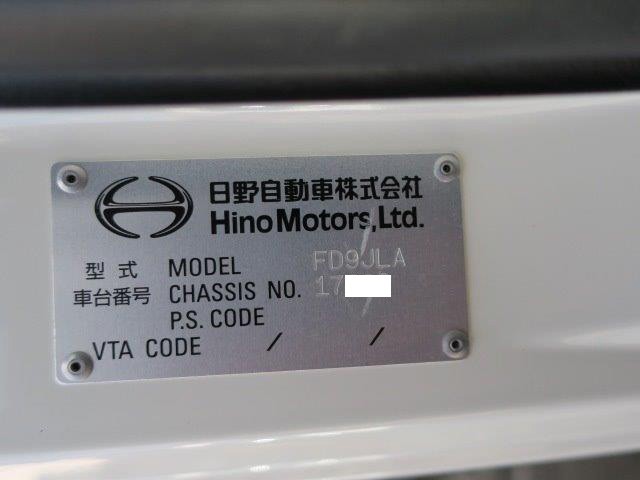 日野自動車株式会社
Hino Motors, Ltd.
型式 MODEL FD9JLA
車台番号 CHASSIS NO. 17
P.S. CODE
VTA CODE / /